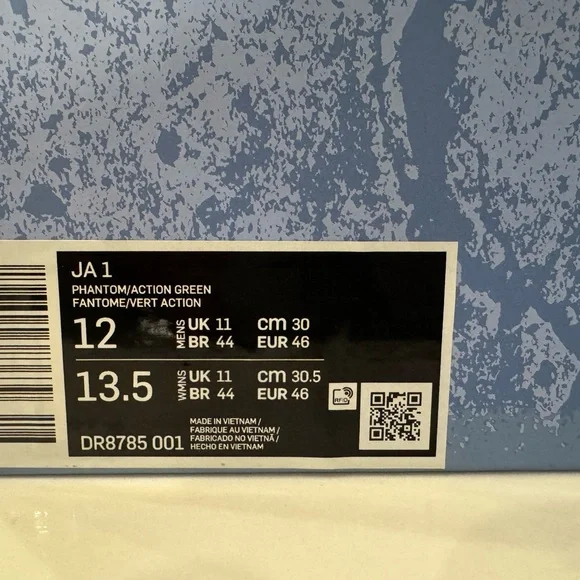 JA 1
PHANTOM/ACTION GREEN
FANTOME/VERT ACTION
12 MENS UK 11 cm 30
BR 44 EUR 46
13.5 WMNS UK 11 cm 30.5
BR 44 EUR 46
RFID
DR8785 001
MADE IN VIETNAM /
FABRIQUE AU VIETNAM /
FABRICADO NO VIETNÃ /
HECHO EN VIETNAM